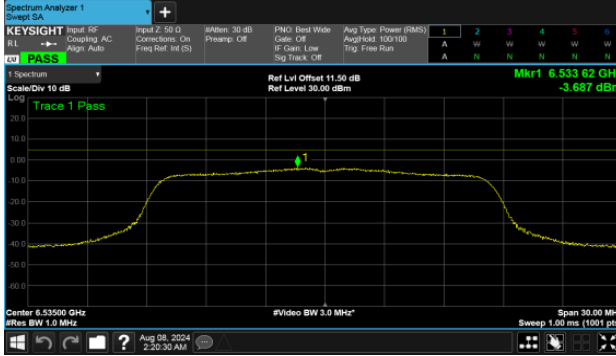 Spectrum Analyzer 1
Swept SA
+
KEYSIGHT Input: RF Input Z: 50 Ω #Atten: 30 dB PNO: Best Wide Avg Type: Power (RMS) 1 2 3 4 5 6
RL Coupling: AC Corrections: On Preamp: Off Gate: Off Avg|Hold: 100/100 A W W W W W
Align: Auto Freq Ref: Int (S) IF Gain: Low Trig: Free Run
LXI PASS Sig Track: Off A N N N N N
1 Spectrum Ref Lvl Offset 11.50 dB Mkr1 6.533 62 GH
Scale/Div 10 dB Ref Level 30.00 dBm -3.687 dBr
Log Trace 1 Pass
20.0
10.0
0.00
1
-10.0
-20.0
-30.0
-40.0
-50.0
-60.0
Center 6.53500 GHz #Video BW 3.0 MHz* Span 30.00 MH
#Res BW 1.0 MHz Sweep 1.00 ms (1001 pts
? Aug 08, 2024
2:20:30 AM